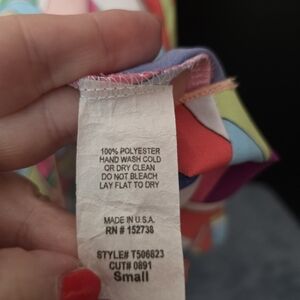 100% POLYESTER
HAND WASH COLD
OR DRY CLEAN
DO NOT BLEACH
LAY FLAT TO DRY
MADE IN U.S.A.
RN # 152738
STYLE# T506823
CUT# 0891
Small